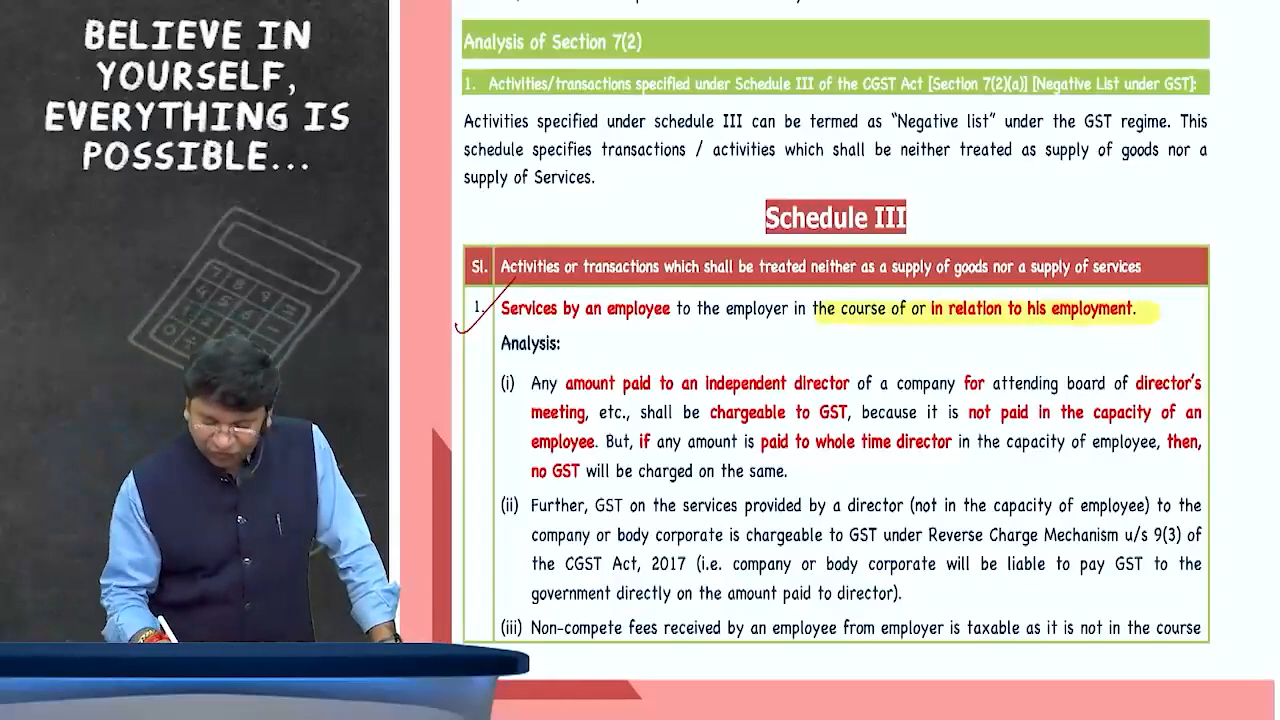 BELIEVE IN
YOURSELF,
EVERYTHING IS
POSSIBLE...
Analysis of Section 7(2)
1. Activities/transactions specified under Schedule III of the CGST Act [Section 7(2)(a)] [Negative List under GST]:
Activities specified under schedule III can be termed as “Negative list” under the GST regime. This
schedule specifies transactions / activities which shall be neither treated as supply of goods nor a
supply of Services.
Schedule III
Sl. Activities or transactions which shall be treated neither as a supply of goods nor a supply of services
1. Services by an employee to the employer in the course of or in relation to his employment.
Analysis:
(i) Any amount paid to an independent director of a company for attending board of director’s
meeting, etc., shall be chargeable to GST, because it is not paid in the capacity of an
employee. But, if any amount is paid to whole time director in the capacity of employee, then,
no GST will be charged on the same.
(ii) Further, GST on the services provided by a director (not in the capacity of employee) to the
company or body corporate is chargeable to GST under Reverse Charge Mechanism u/s 9(3) of
the CGST Act, 2017 (i.e. company or body corporate will be liable to pay GST to the
government directly on the amount paid to director).
(iii) Non-compete fees received by an employee from employer is taxable as it is not in the course